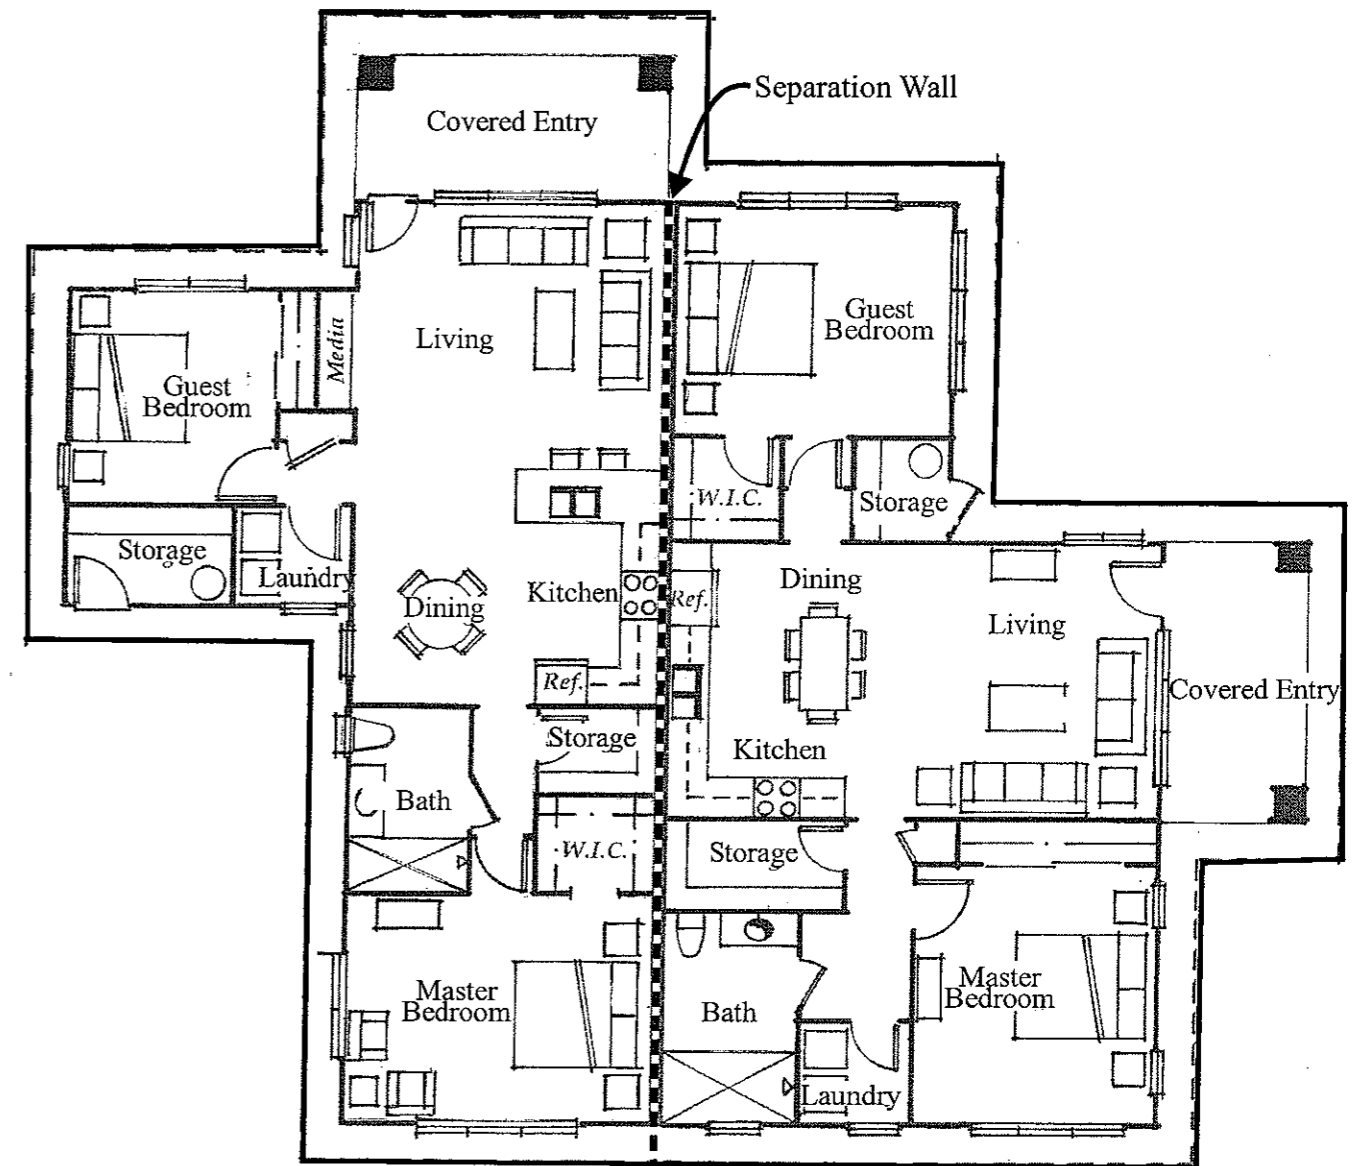 Separation Wall
Covered Entry
Living
Media
Guest
Bedroom
Guest
Bedroom
W.I.C.
Storage
Storage
Laundry
Dining
Kitchen
Ref.
Dining
Living
Ref.
Covered Entry
Storage
Kitchen
Bath
W.I.C.
Storage
Master
Bedroom
Master
Bedroom
Bath
Laundry